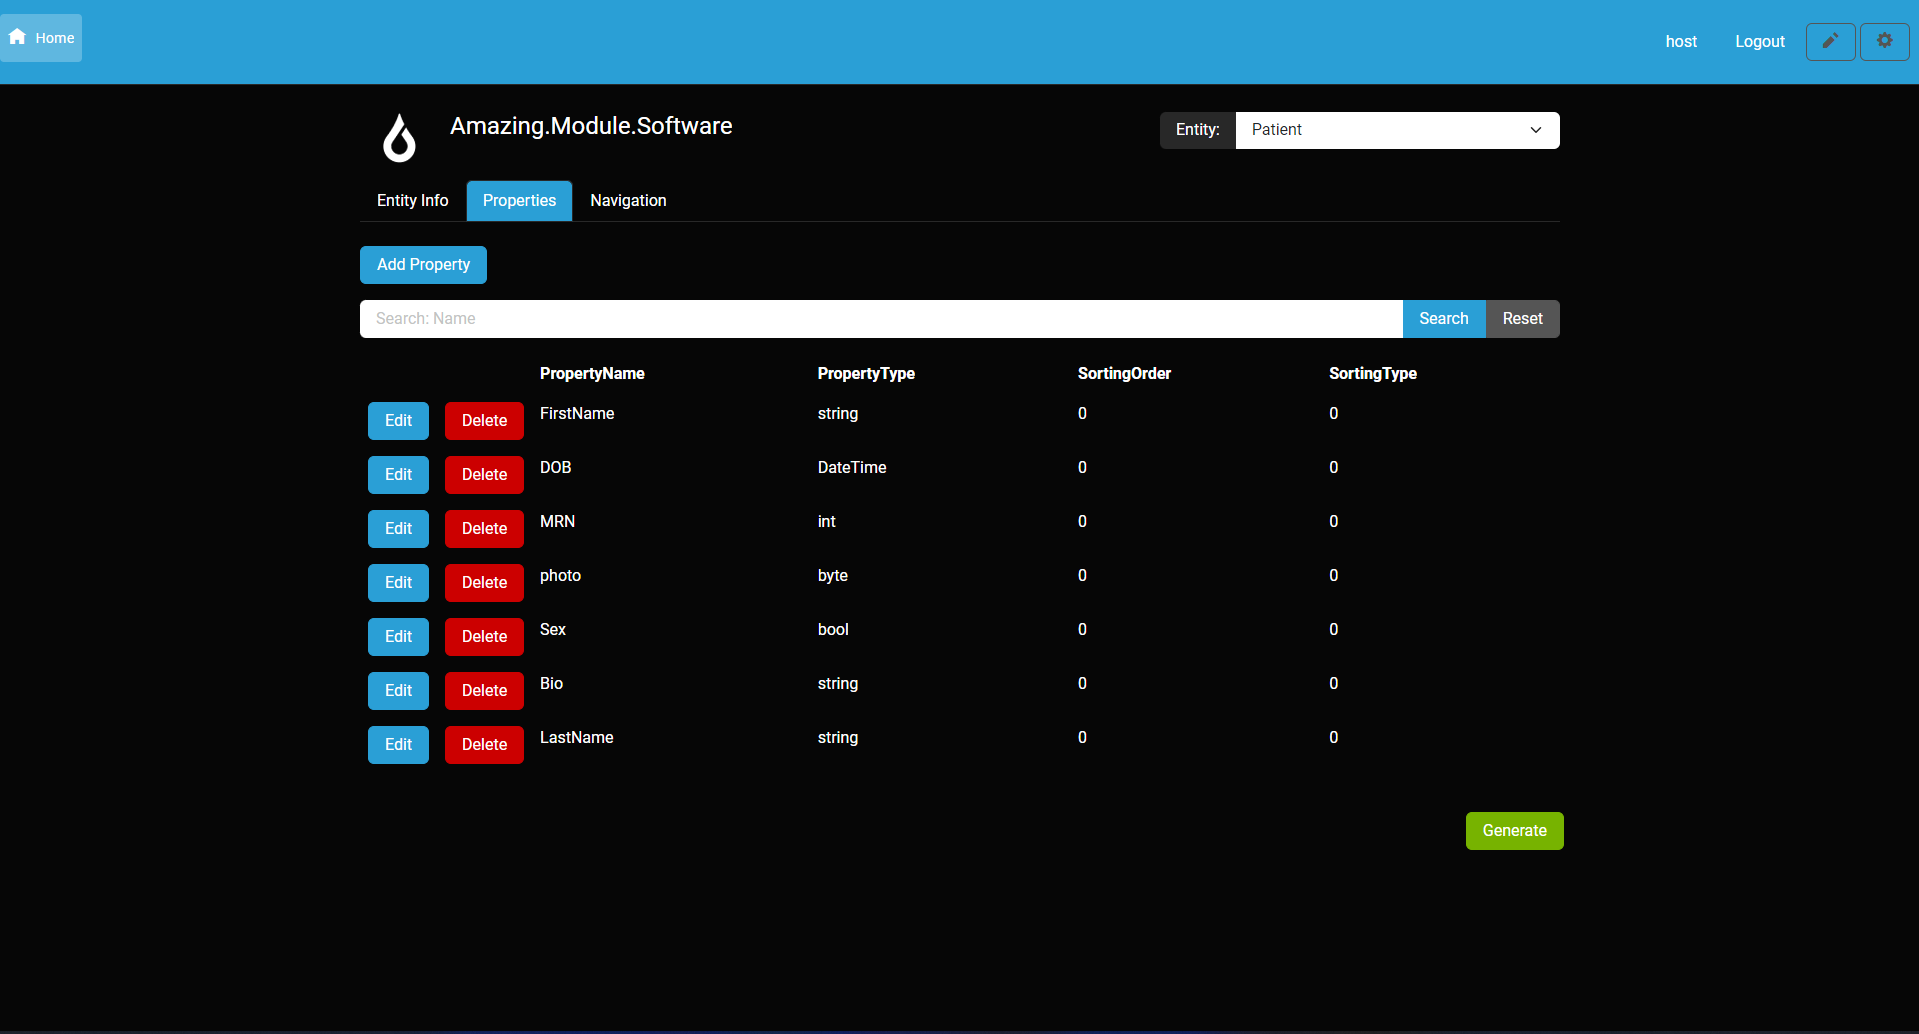 Home host Logout
Amazing.Module.Software Entity: Patient
Entity Info Properties Navigation
Add Property
Search: Name Search Reset
PropertyName PropertyType SortingOrder SortingType
Edit Delete FirstName string 0 0
Edit Delete DOB DateTime 0 0
Edit Delete MRN int 0 0
Edit Delete photo byte 0 0
Edit Delete Sex bool 0 0
Edit Delete Bio string 0 0
Edit Delete LastName string 0 0
Generate